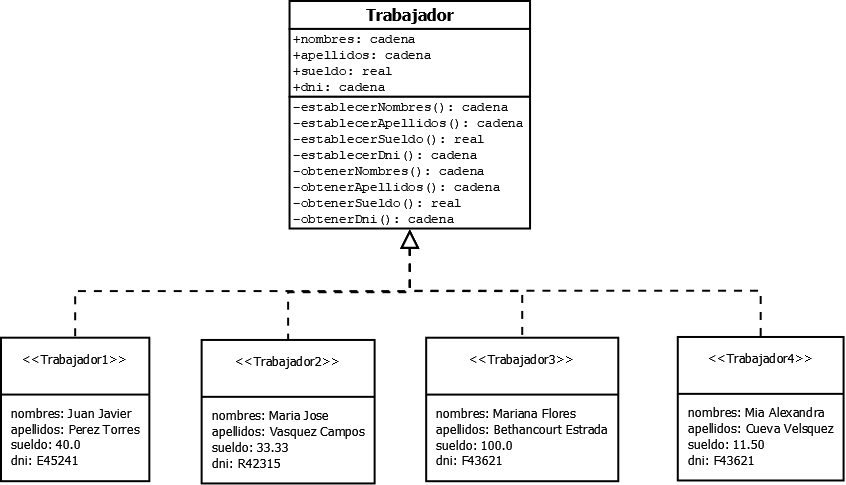 Trabajador
+nombres: cadena
+apellidos: cadena
+sueldo: real
+dni: cadena
-establecerNombres(): cadena
-establecerApellidos(): cadena
-establecerSueldo(): real
-establecerDni(): cadena
-obtenerNombres(): cadena
-obtenerApellidos(): cadena
-obtenerSueldo(): real
-obtenerDni(): cadena
<<Trabajador1>>
nombres: Juan Javier
apellidos: Perez Torres
sueldo: 40.0
dni: E45241
<<Trabajador2>>
nombres: Maria Jose
apellidos: Vasquez Campos
sueldo: 33.33
dni: R42315
<<Trabajador3>>
nombres: Mariana Flores
apellidos: Bethancourt Estrada
sueldo: 100.0
dni: F43621
<<Trabajador4>>
nombres: Mia Alexandra
apellidos: Cueva Velsquez
sueldo: 11.50
dni: F43621